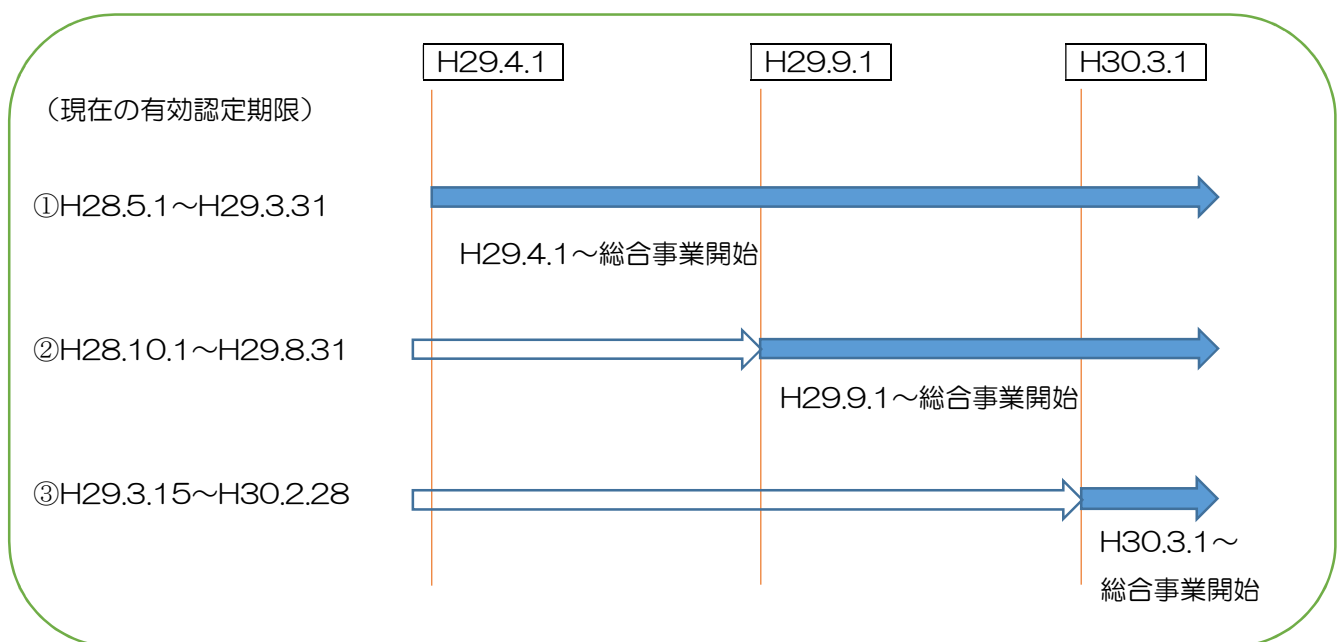 H29.4.1 H29.9.1 H30.3.1
（現在の有効認定期限）
①H28.5.1～H29.3.31
H29.4.1～総合事業開始
②H28.10.1～H29.8.31
H29.9.1～総合事業開始
③H29.3.15～H30.2.28
H30.3.1～
総合事業開始